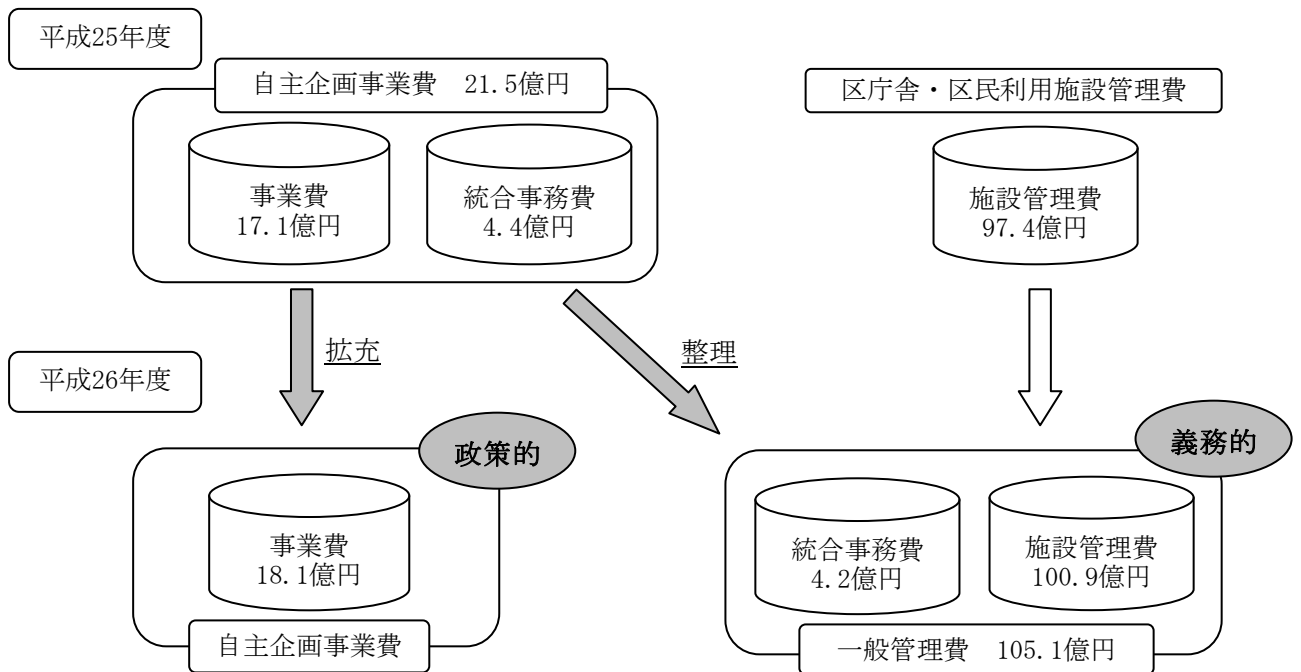 平成25年度
自主企画事業費　21.5億円
事業費
17.1億円
統合事務費
4.4億円
区庁舎・区民利用施設管理費
施設管理費
97.4億円
拡充
整理
平成26年度
政策的
事業費
18.1億円
自主企画事業費
義務的
統合事務費
4.2億円
施設管理費
100.9億円
一般管理費　105.1億円